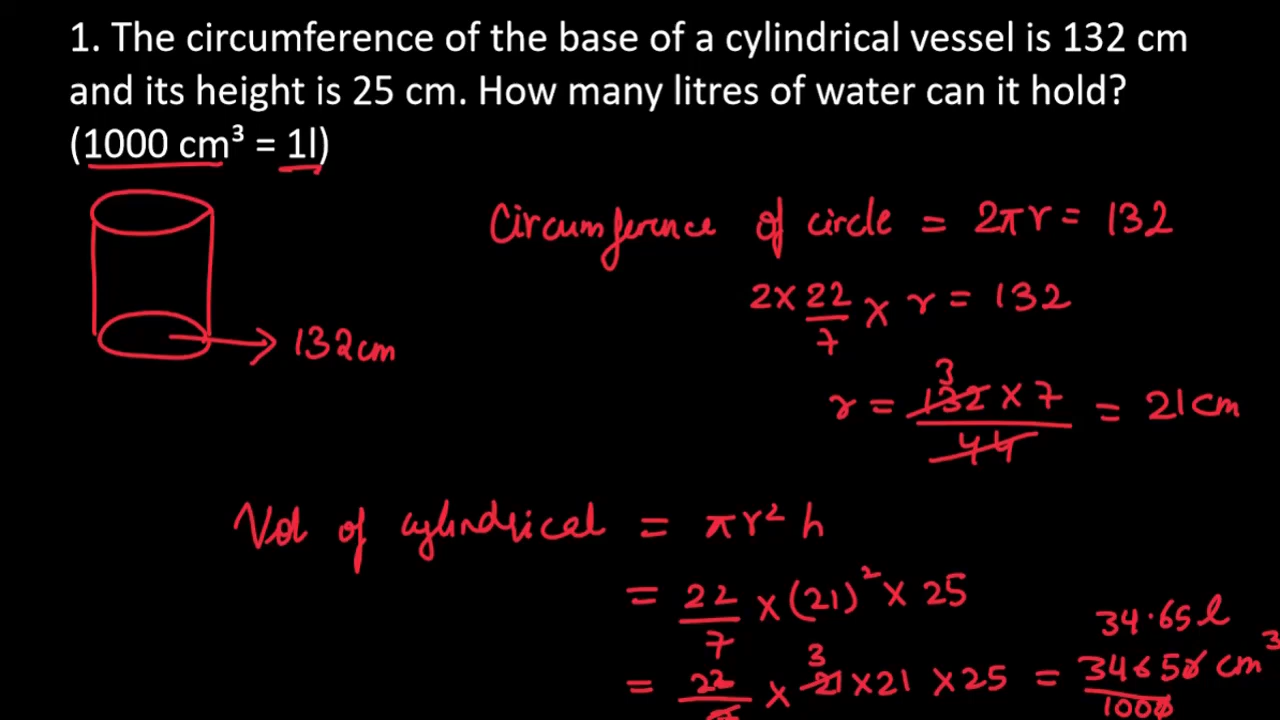 1. The circumference of the base of a cylindrical vessel is 132 cm
and its height is 25 cm. How many litres of water can it hold?
(1000 cm³ = 1l)
Circumference of circle = 2πr = 132
2 × 22/7 × r = 132
132cm
3
r = 132 × 7 / 44 = 21cm
Vol of cylindrical = πr² h
= 22/7 × (21)² × 25
34.65 l
3
= 22/7 × 21 × 21 × 25 = 34650 cm³ / 1000